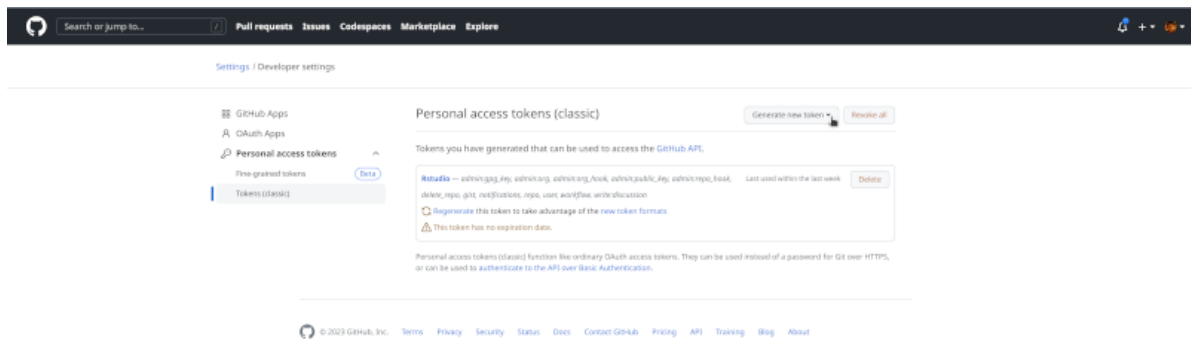 Search or jump to... / Pull requests Issues Codespaces Marketplace Explore
Settings / Developer settings
GitHub Apps
OAuth Apps
Personal access tokens
Fine-grained tokens Beta
Tokens (classic)
Personal access tokens (classic) Generate new token Revoke all
Tokens you have generated that can be used to access the GitHub API.
Rstudio — admin:gpg_key, admin:org, admin:org_hook, admin:public_key, admin:repo_hook, Last used within the last week Delete
delete_repo, gist, notifications, repo, user, workflow, write:discussion
Regenerate this token to take advantage of the new token formats
This token has no expiration date.
Personal access tokens (classic) function like ordinary OAuth access tokens. They can be used instead of a password for Git over HTTPS,
or can be used to authenticate to the API over Basic Authentication.
© 2023 GitHub, Inc. Terms Privacy Security Status Docs Contact GitHub Pricing API Training Blog About